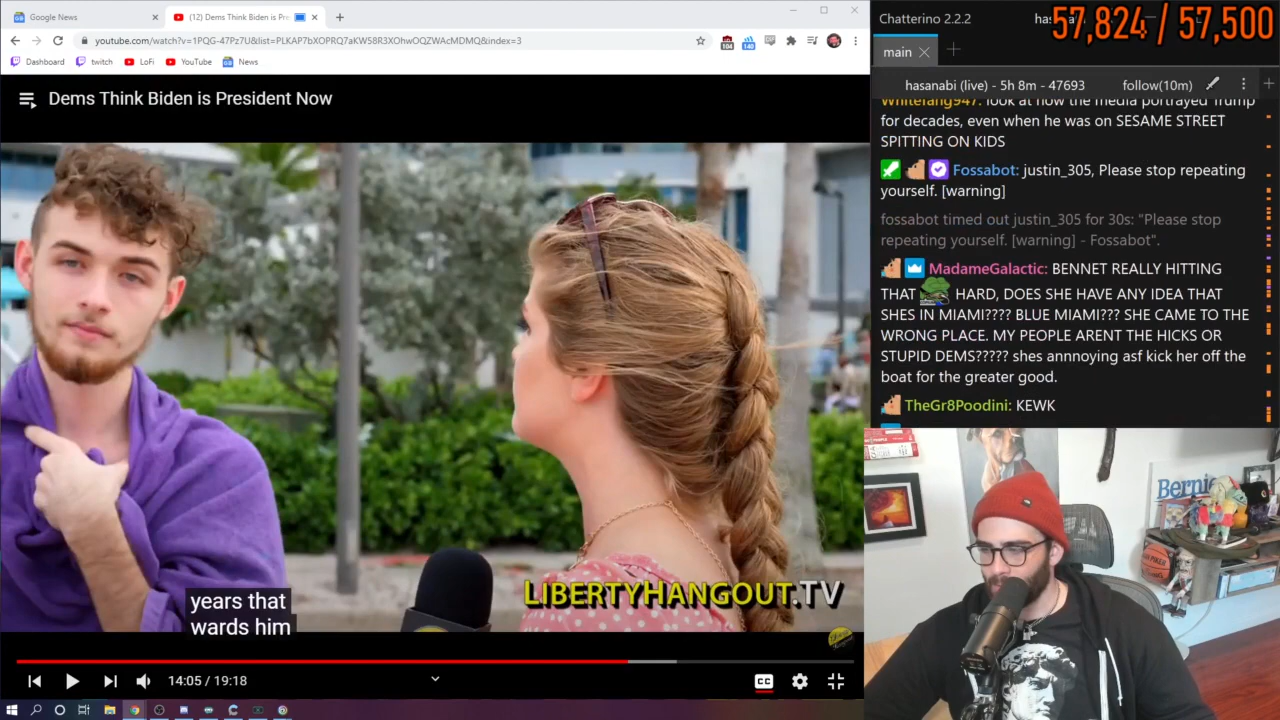 Google News
(12) Dems Think Biden is Pre
youtube.com/watch?v=1PQG-47Pz7U&list=PLKAP7bXOPRQ7aKW58R3XOhwOQZWAcMDMQ&index=3
104
140
Dashboard
twitch
LoFi
YouTube
News
Dems Think Biden is President Now
years that
wards him
LIBERTYHANGOUT.TV
14:05 / 19:18
CC
Chatterino 2.2.2
has
57,824 / 57,500
main
hasanabi (live) - 5h 8m - 47693
follow(10m)
Whitefang947: look at how the media portrayed Trump
for decades, even when he was on SESAME STREET
SPITTING ON KIDS
Fossabot: justin_305, Please stop repeating
yourself. [warning]
fossabot timed out justin_305 for 30s: "Please stop
repeating yourself. [warning] - Fossabot".
MadameGalactic: BENNET REALLY HITTING
THAT HARD, DOES SHE HAVE ANY IDEA THAT
SHES IN MIAMI???? BLUE MIAMI??? SHE CAME TO THE
WRONG PLACE. MY PEOPLE ARENT THE HICKS OR
STUPID DEMS????? shes annnoying asf kick her off the
boat for the greater good.
TheGr8Poodini: KEWK
Bernie